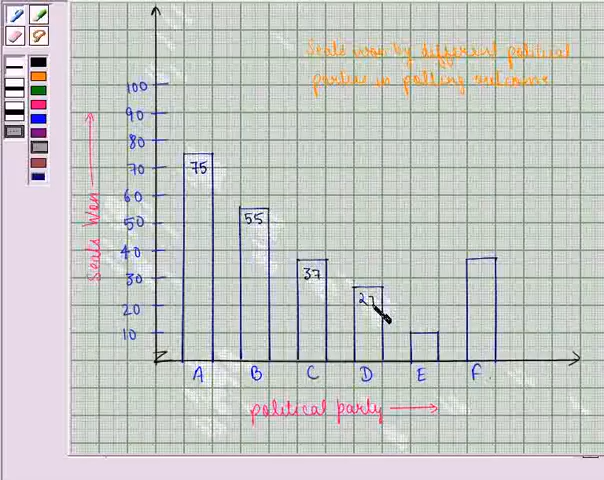 Seats won by different political
parties in polling outcome
100
90
80
70
60
50
40
30
20
10
Seats Won
75
55
37
27
A B C D E F.
political party